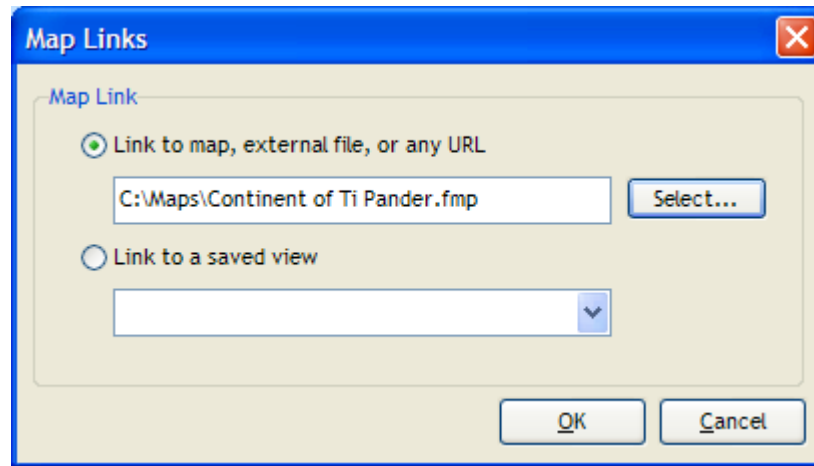 Map Links
Map Link
Link to map, external file, or any URL
C:\Maps\Continent of Ti Pander.fmp
Select...
Link to a saved view
OK
Cancel